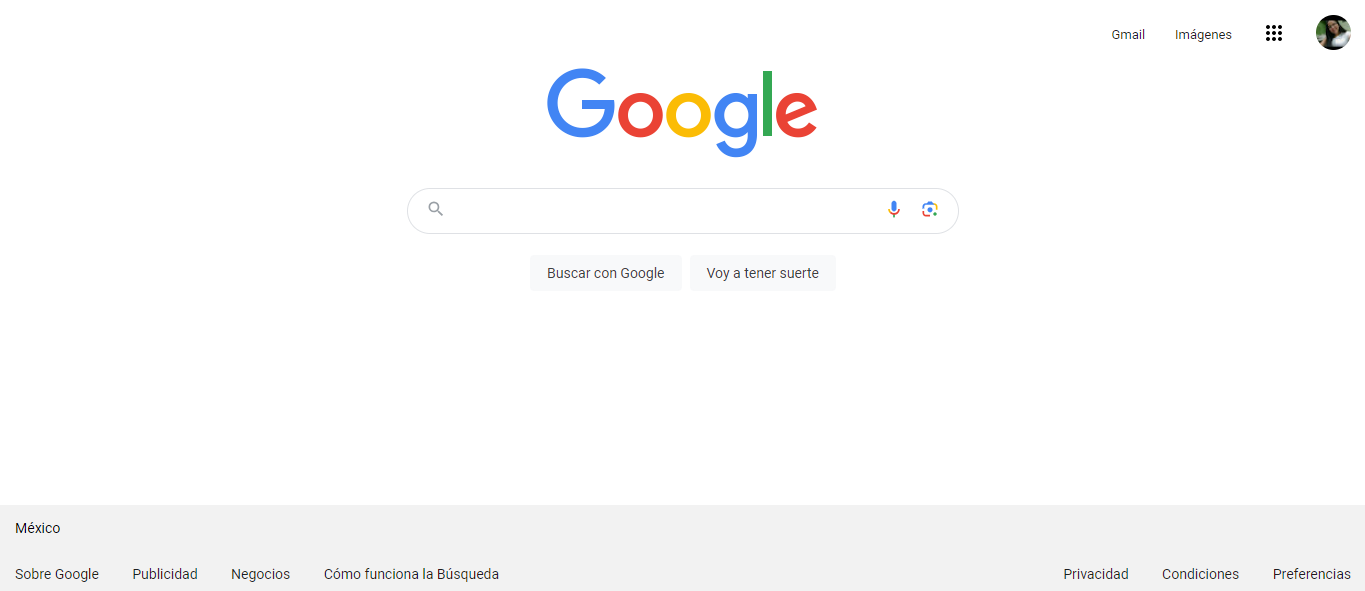 Gmail Imágenes
Google
Buscar con Google Voy a tener suerte
México
Sobre Google Publicidad Negocios Cómo funciona la Búsqueda Privacidad Condiciones Preferencias